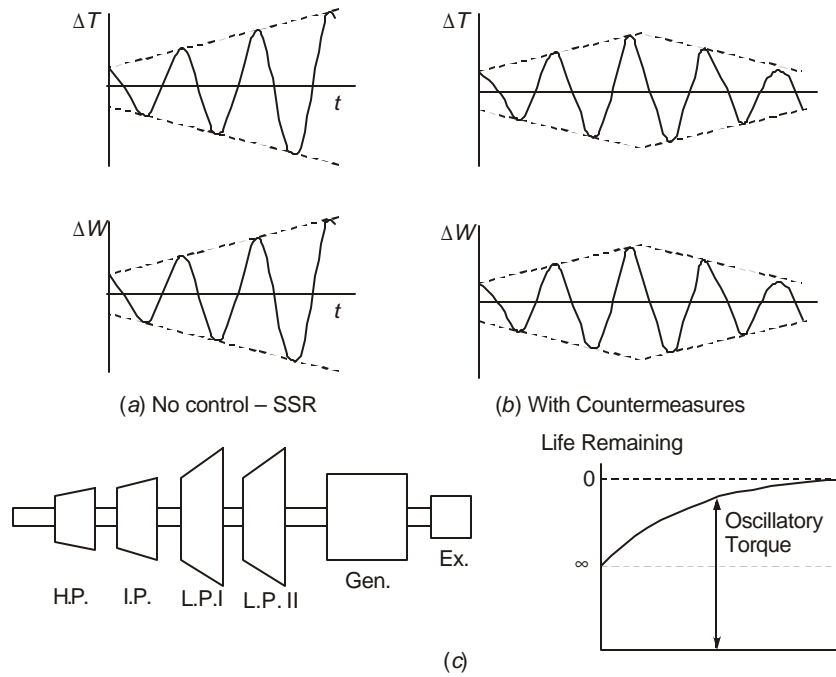 ΔT
t
ΔT
ΔW
t
ΔW
(a) No control – SSR
(b) With Countermeasures
H.P.
I.P.
L.P.I
L.P. II
Gen.
Ex.
Life Remaining
0
∞
Oscillatory
Torque
(c)